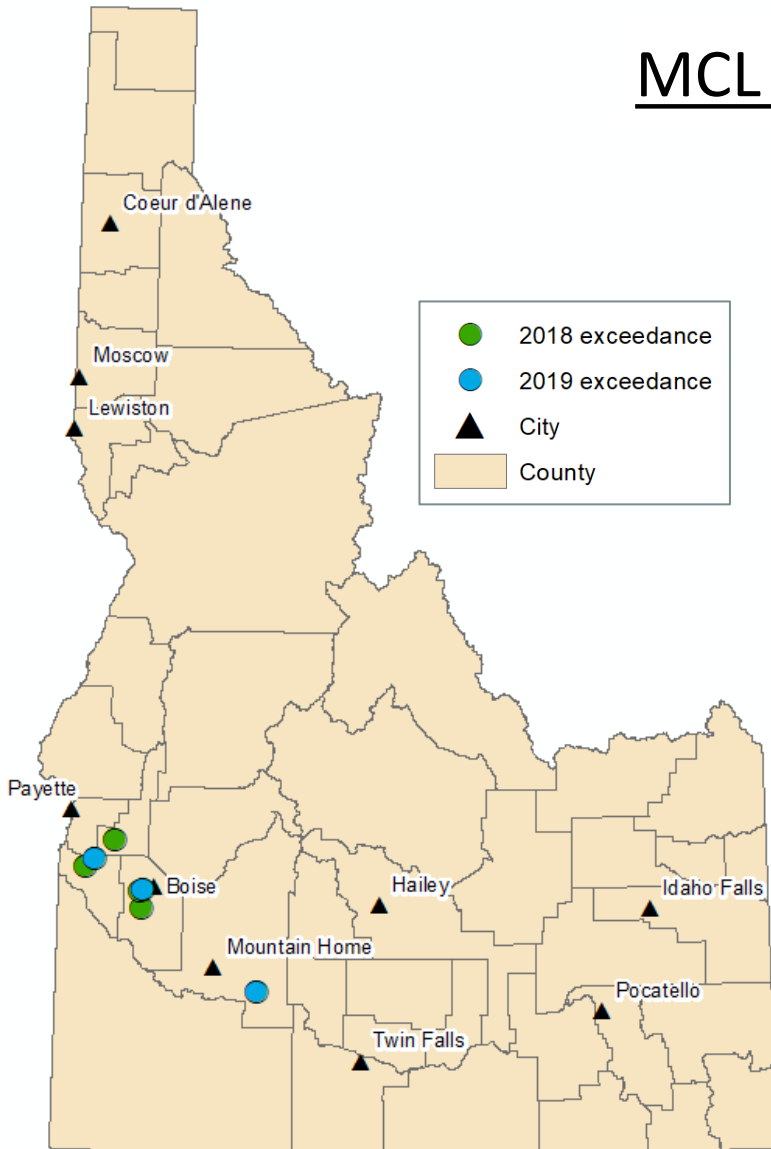 MCL
Coeur d'Alene
2018 exceedance
2019 exceedance
Moscow
Lewiston
City
County
Payette
Boise
Hailey
Idaho Falls
Mountain Home
Pocatello
Twin Falls